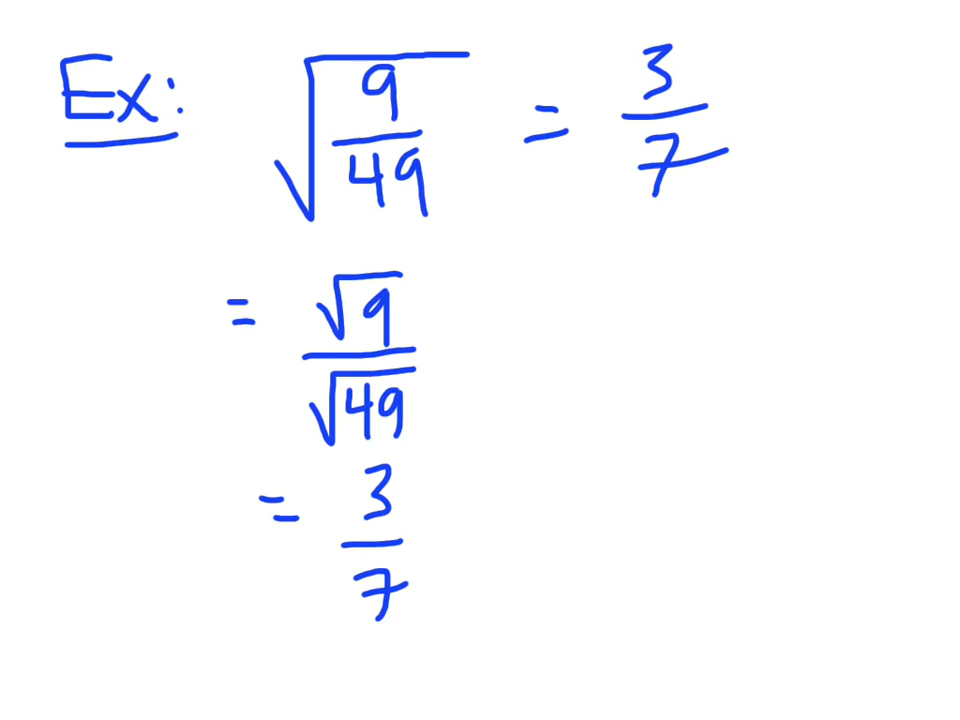 Ex: √(9/49) = 3/7
= √9/√49
= 3/7